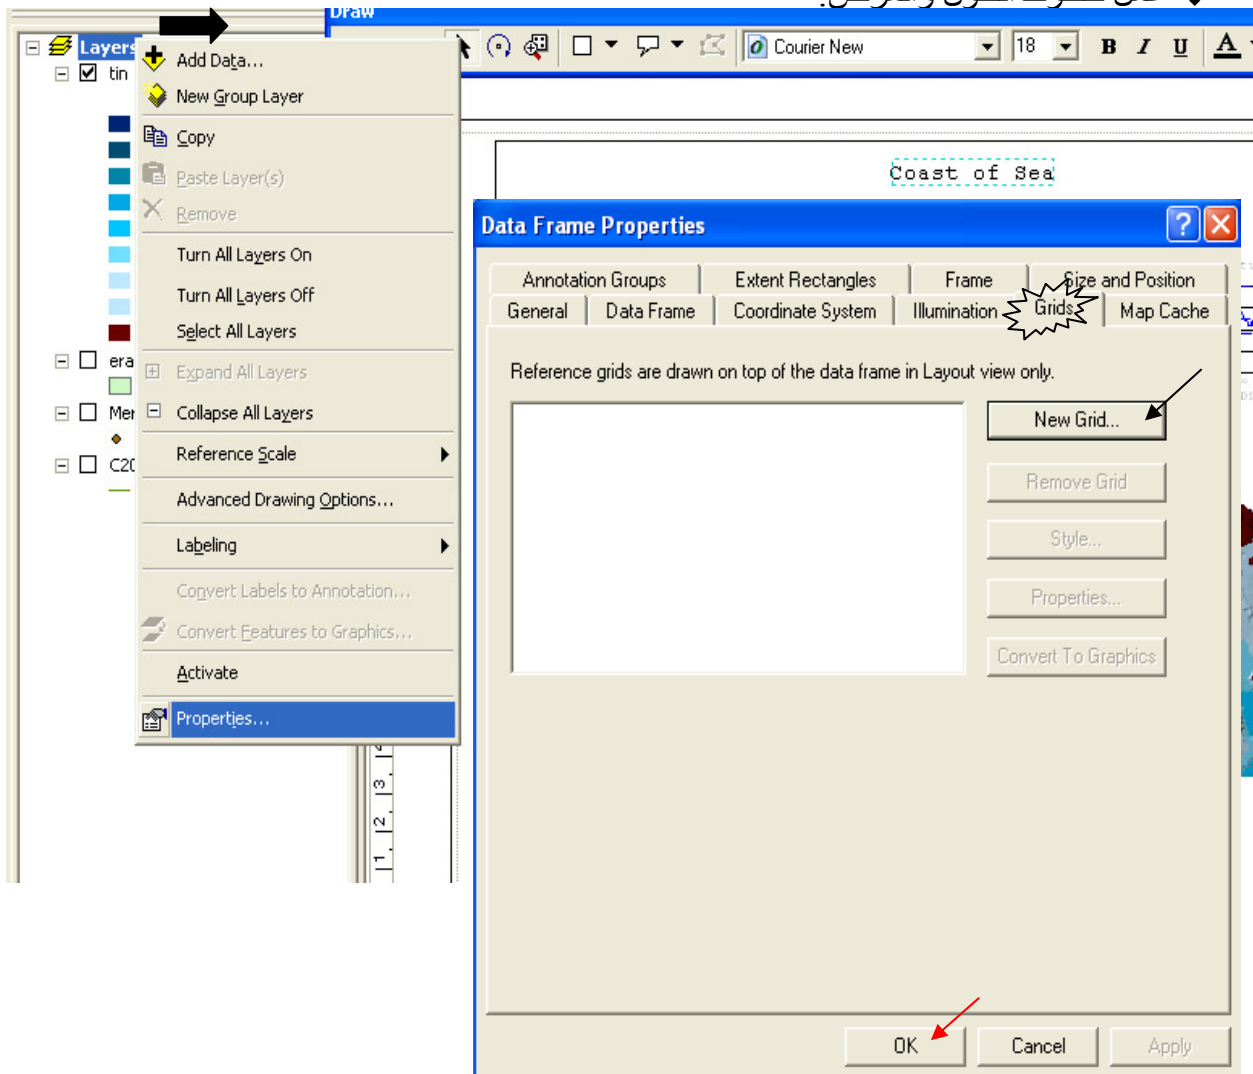 Draw
Layers
tin
era
Mer
C20
Add Data...
New Group Layer
Copy
Paste Layer(s)
Remove
Turn All Layers On
Turn All Layers Off
Select All Layers
Expand All Layers
Collapse All Layers
Reference Scale
Advanced Drawing Options...
Labeling
Convert Labels to Annotation...
Convert Features to Graphics...
Activate
Properties...
Courier New 18 B I U A
Coast of Sea
Data Frame Properties
Annotation Groups Extent Rectangles Frame Size and Position
General Data Frame Coordinate System Illumination Grids Map Cache
Reference grids are drawn on top of the data frame in Layout view only.
New Grid...
Remove Grid
Style...
Properties...
Convert To Graphics
3
2
1
OK Cancel Apply